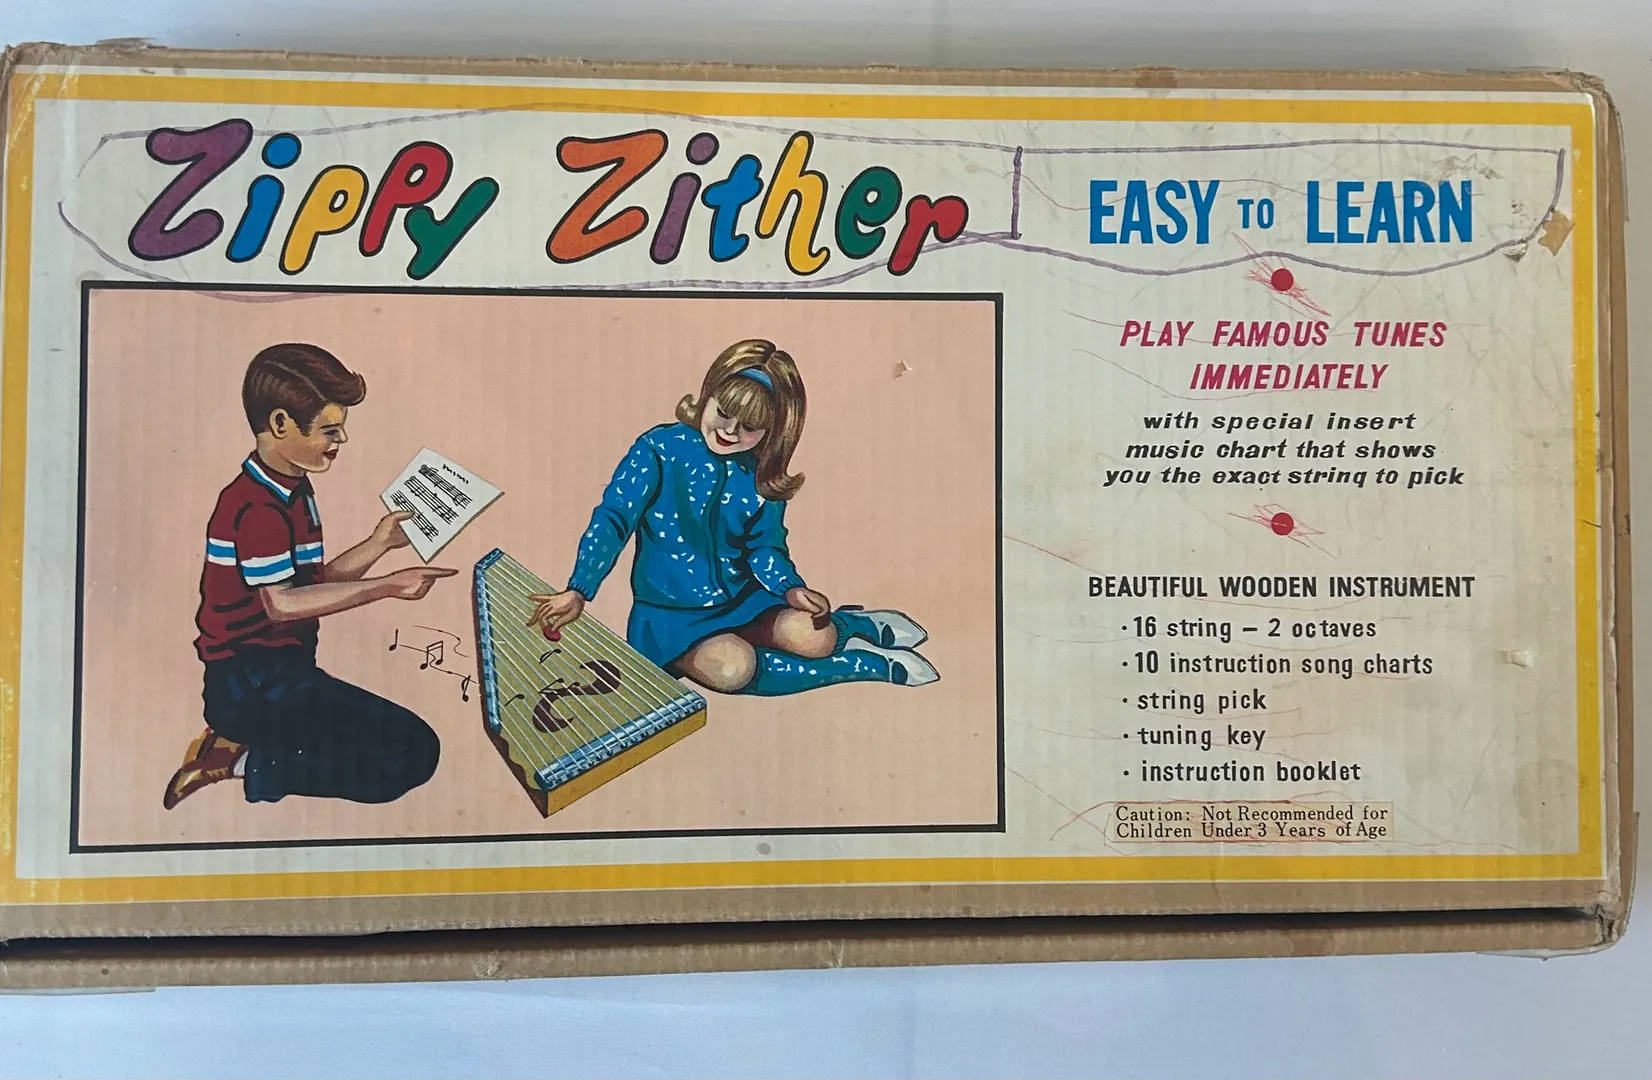 Zippy Zither
EASY TO LEARN
PLAY FAMOUS TUNES
IMMEDIATELY
with special insert
music chart that shows
you the exact string to pick
BEAUTIFUL WOODEN INSTRUMENT
· 16 string – 2 octaves
· 10 instruction song charts
· string pick
· tuning key
· instruction booklet
Caution: Not Recommended for
Children Under 3 Years of Age